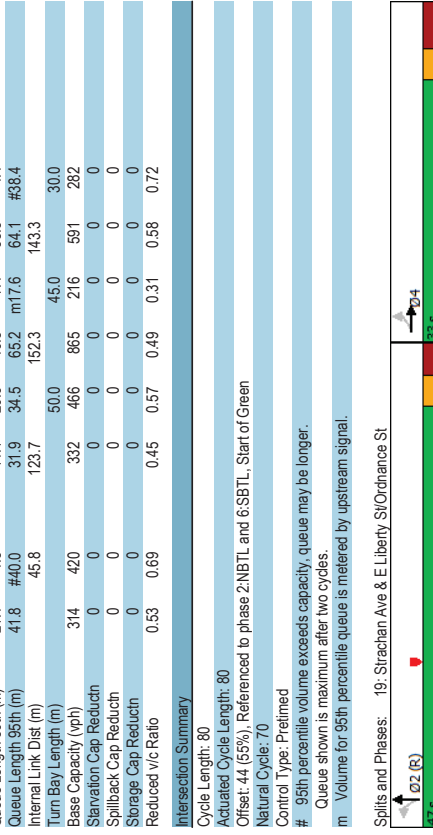 Queue Length 95th (m) 41.8 #40.0 31.9 34.5 65.2 m17.6 64.1 #38.4
Internal Link Dist (m) 45.8 123.7 152.3 143.3
Turn Bay Length (m) 50.0 45.0 30.0
Base Capacity (vph) 314 420 332 466 865 216 591 282
Starvation Cap Reductn 0 0 0 0 0 0 0 0
Spillback Cap Reductn 0 0 0 0 0 0 0 0
Storage Cap Reductn 0 0 0 0 0 0 0 0
Reduced v/c Ratio 0.53 0.69 0.45 0.57 0.49 0.31 0.58 0.72
Intersection Summary
Cycle Length: 80
Actuated Cycle Length: 80
Offset: 44 (55%), Referenced to phase 2:NBTL and 6:SBTL, Start of Green
Natural Cycle: 70
Control Type: Pretimed
# 95th percentile volume exceeds capacity, queue may be longer.
Queue shown is maximum after two cycles.
m Volume for 95th percentile queue is metered by upstream signal.
Splits and Phases: 19: Strachan Ave & E Liberty St/Ordnance St
Ø2 (R) Ø4
47 s 33 s